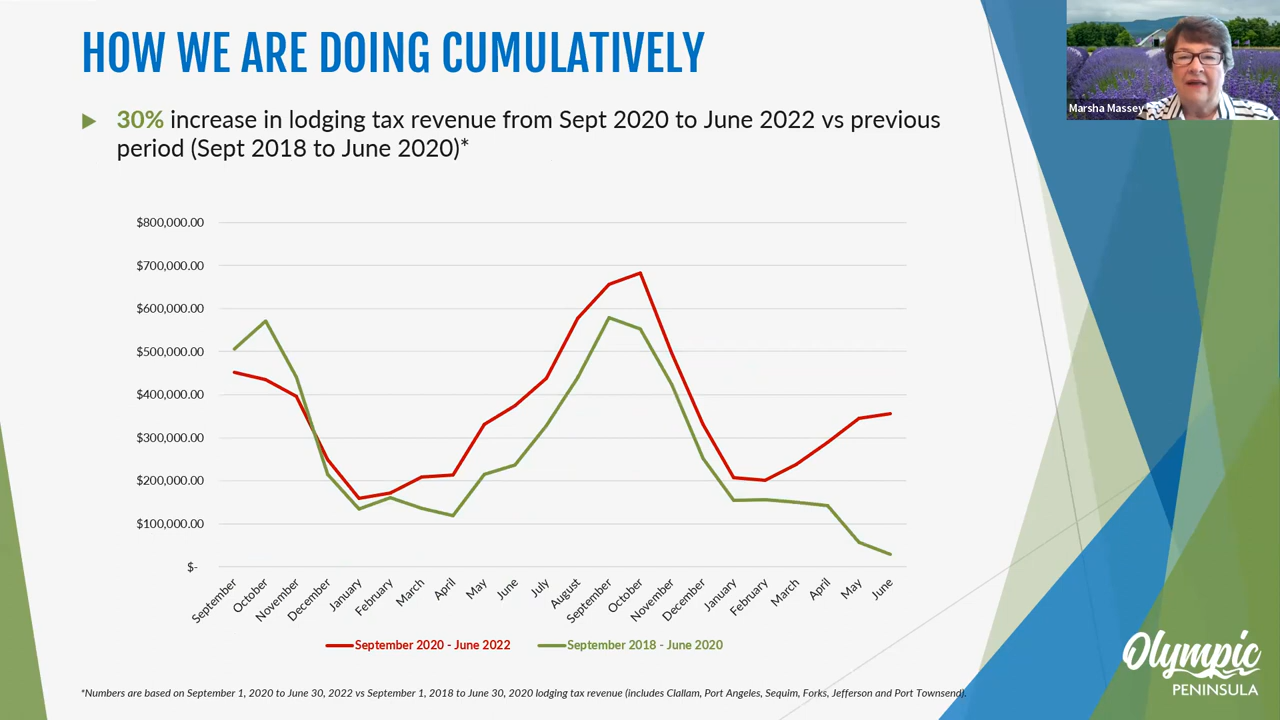 HOW WE ARE DOING CUMULATIVELY
30% increase in lodging tax revenue from Sept 2020 to June 2022 vs previous
period (Sept 2018 to June 2020)*
Marsha Massey
$800,000.00
$700,000.00
$600,000.00
$500,000.00
$400,000.00
$300,000.00
$200,000.00
$100,000.00
$-
September
October
November
December
January
February
March
April
May
June
July
August
September
October
November
December
January
February
March
April
May
June
September 2020 - June 2022
September 2018 - June 2020
*Numbers are based on September 1, 2020 to June 30, 2022 vs September 1, 2018 to June 30, 2020 lodging tax revenue (includes Clallam, Port Angeles, Sequim, Forks, Jefferson and Port Townsend).
Olympic
PENINSULA